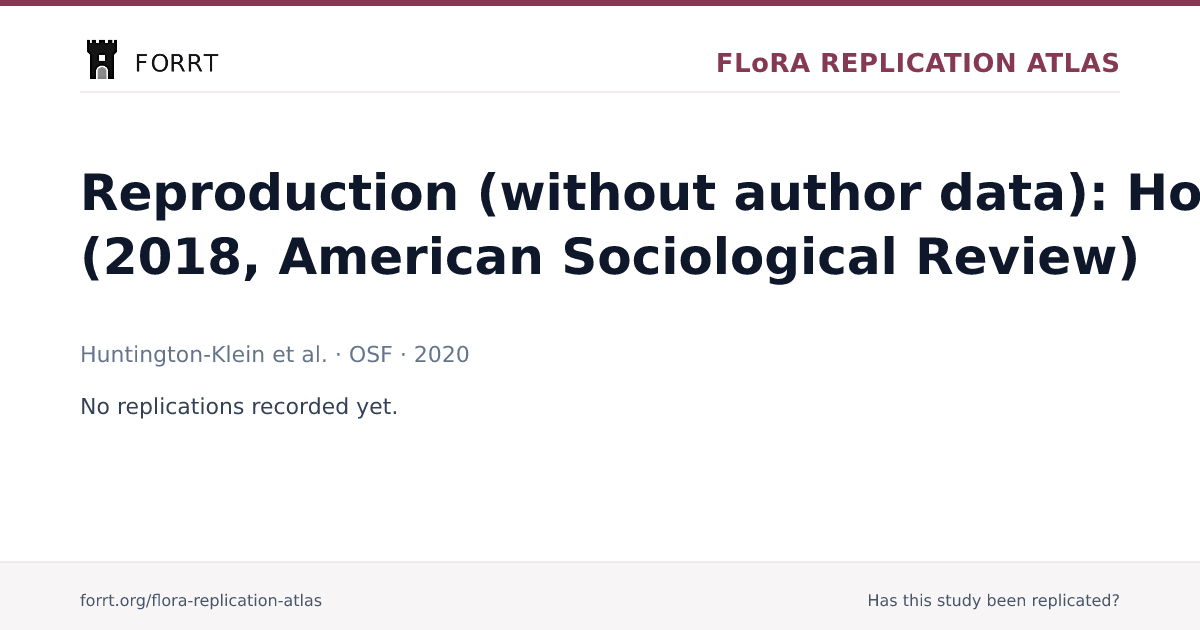 FORRT
FLoRA REPLICATION ATLAS
Reproduction (without author data): Ho
(2018, American Sociological Review)
Huntington-Klein et al. · OSF · 2020
No replications recorded yet.
forrt.org/flora-replication-atlas
Has this study been replicated?